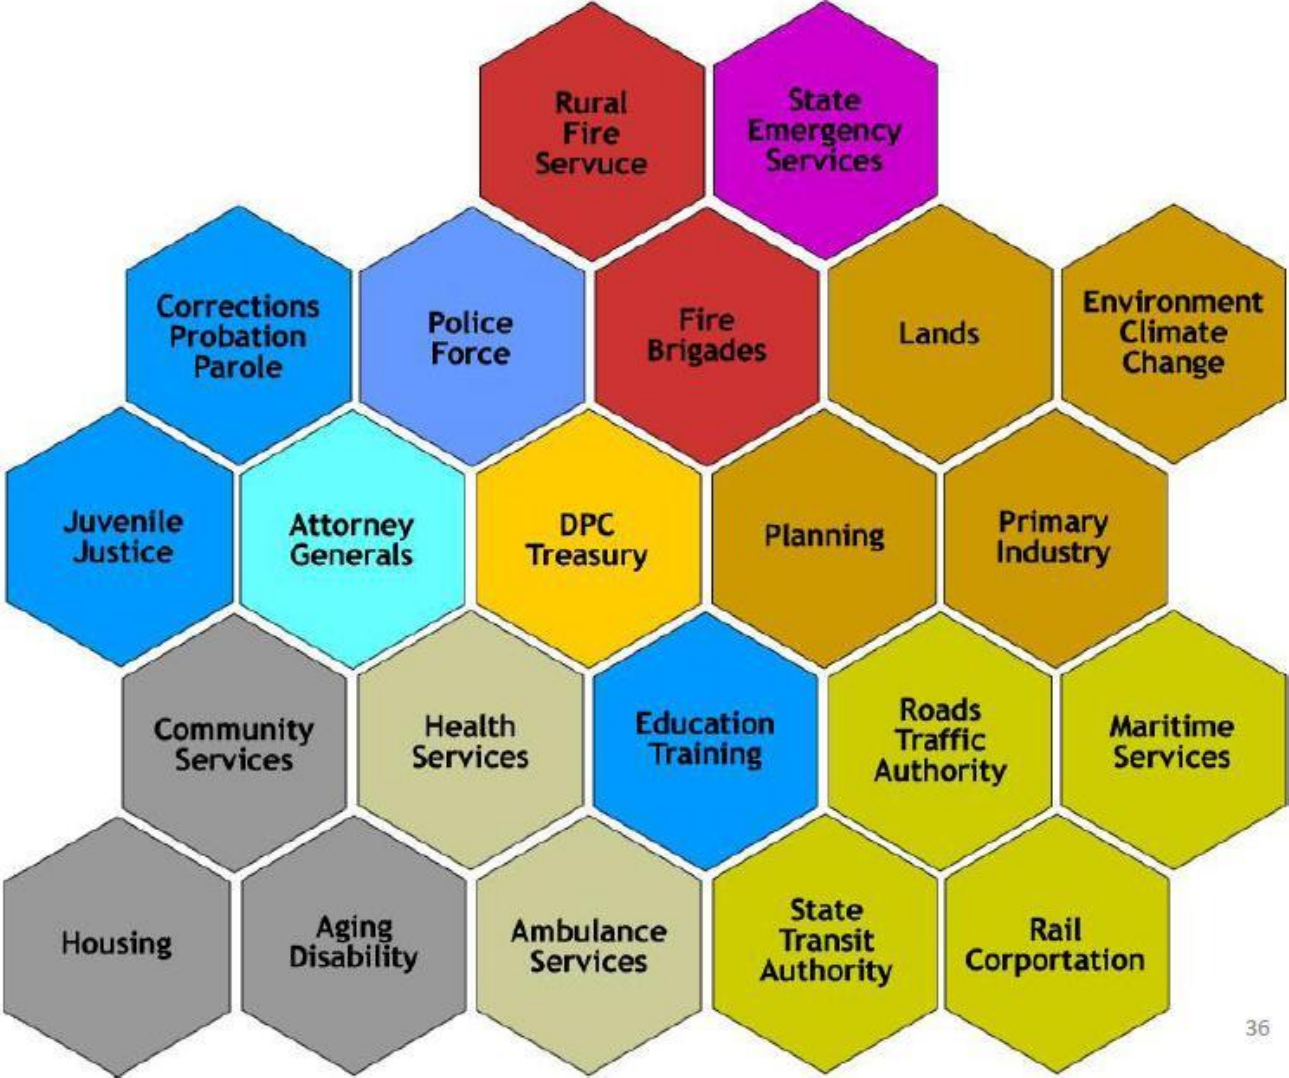 Rural
Fire
Servuce
State
Emergency
Services
Corrections
Probation
Parole
Police
Force
Fire
Brigades
Lands
Environment
Climate
Change
Juvenile
Justice
Attorney
Generals
DPC
Treasury
Planning
Primary
Industry
Community
Services
Health
Services
Education
Training
Roads
Traffic
Authority
Maritime
Services
Housing
Aging
Disability
Ambulance
Services
State
Transit
Authority
Rail
Corportation
36